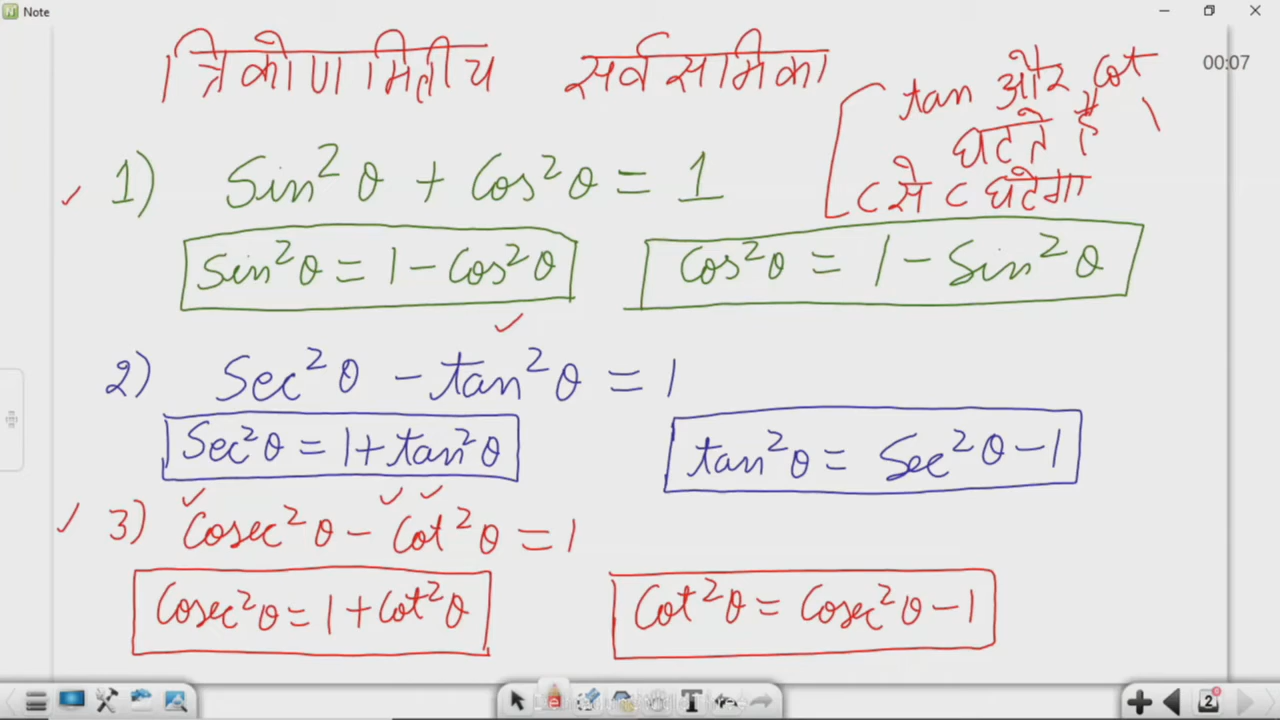 Note
00:07
त्रिकोणमितीय सर्वसमिका
tan और cot
घटते हैं
C से C घटेगा
1) Sin²θ + Cos²θ = 1
Sin²θ = 1 - Cos²θ
Cos²θ = 1 - Sin²θ
2) Sec²θ - tan²θ = 1
Sec²θ = 1 + tan²θ
tan²θ = Sec²θ - 1
3) Cosec²θ - Cot²θ = 1
Cosec²θ = 1 + Cot²θ
Cot²θ = Cosec²θ - 1
T
2